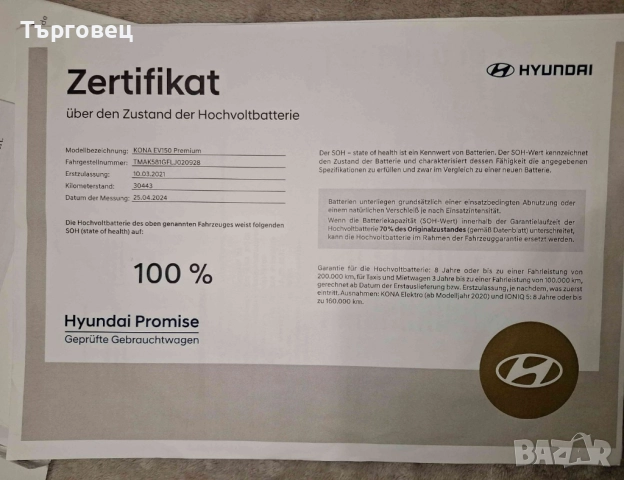 Търговец
de
Zertifikat
über den Zustand der Hochvoltbatterie
HYUNDAI
Modellbezeichnung: KONA EV150 Premium
Fahrgestellnummer: TMAK581GFLJ020928
Erstzulassung: 10.03.2021
Kilometerstand: 30443
Datum der Messung: 25.04.2024
Die Hochvoltbatterie des oben genannten Fahrzeuges weist folgenden
SOH (state of health) auf:
100 %
Hyundai Promise
Geprüfte Gebrauchtwagen
Der SOH – state of health ist ein Kennwert von Batterien. Der SOH-Wert kennzeichnet
den Zustand der Batterie und charakterisiert dessen Fähigkeit die angegebenen
Spezifikationen zu erfüllen und zwar im Vergleich zu einer neuen Batterie.
Batterien unterliegen grundsätzlich einer einsatzbedingten Abnutzung oder
einem natürlichen Verschleiß je nach Einsatzintensität.
Wenn die Batteriekapazität (SOH-Wert) innerhalb der Garantielaufzeit der
Hochvoltbatterie 70% des Originalzustandes (gemäß Datenblatt) unterschreitet,
kann die Hochvoltbatterie im Rahmen der Fahrzeuggarantie ersetzt werden.
Garantie für die Hochvoltbatterie: 8 Jahre oder bis zu einer Fahrleistung von
200.000 km, für Taxis und Mietwagen 3 Jahre bis zu einer Fahrleistung von 100.000 km,
gerechnet ab Datum der Erstauslieferung bzw. Erstzulassung, je nachdem, was zuerst
eintritt. Ausnahmen: KONA Elektro (ab Modelljahr 2020) und IONIQ 5: 8 Jahre oder bis
zu 160.000 km.
BAZAR